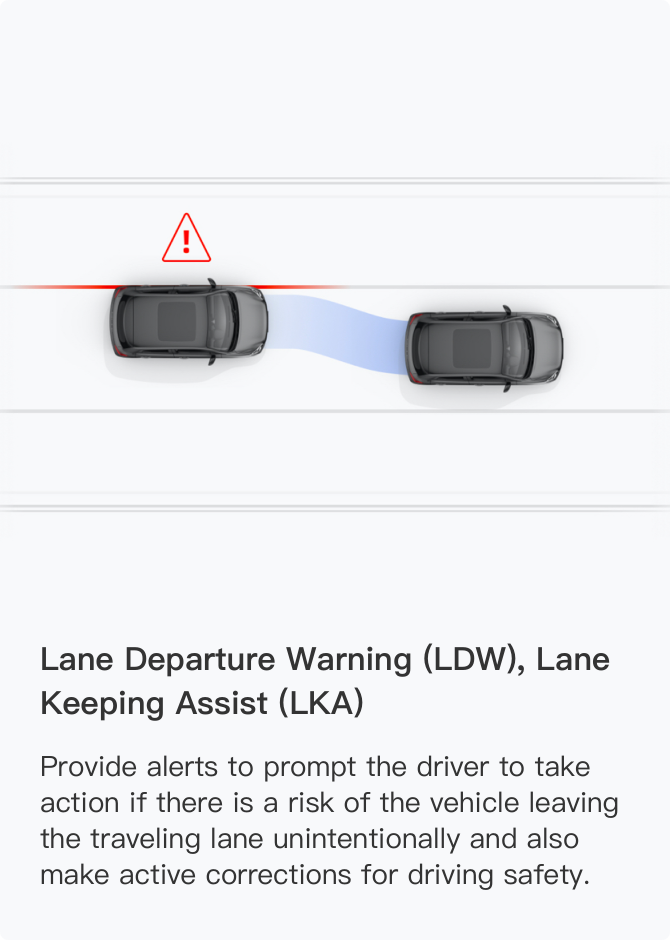 Lane Departure Warning (LDW), Lane
Keeping Assist (LKA)
Provide alerts to prompt the driver to take
action if there is a risk of the vehicle leaving
the traveling lane unintentionally and also
make active corrections for driving safety.